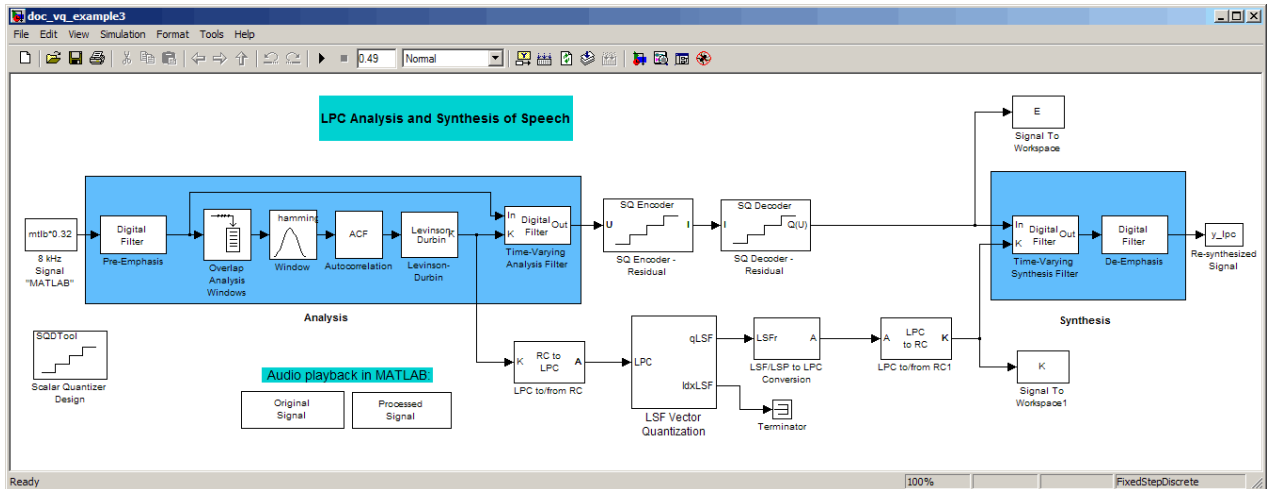 doc_vq_example3
File Edit View Simulation Format Tools Help
0.49 Normal
LPC Analysis and Synthesis of Speech
mtlb*0.32
8 kHz
Signal
"MATLAB"
Digital
Filter
Pre-Emphasis
Overlap
Analysis
Windows
hamming
Window
ACF
Autocorrelation
Levinson-
Durbin
K
Levinson-
Durbin
In
K
Digital
Filter
Out
Time-Varying
Analysis Filter
Analysis
SQ Encoder
U
I
SQ Encoder -
Residual
SQ Decoder
I
Q(U)
SQ Decoder -
Residual
E
Signal To
Workspace
In
K
Digital
Filter
Out
Time-Varying
Synthesis Filter
Digital
Filter
De-Emphasis
Synthesis
y_lpc
Re-synthesized
Signal
SQDTool
Scalar Quantizer
Design
Audio playback in MATLAB:
Original
Signal
Processed
Signal
K
RC to
LPC
A
LPC to/from RC
LPC
qLSF
IdxLSF
LSF Vector
Quantization
Terminator
LSFr
A
LSF/LSP to LPC
Conversion
A
LPC
to RC
K
LPC to/from RC1
K
Signal To
Workspace1
Ready
100%
FixedStepDiscrete